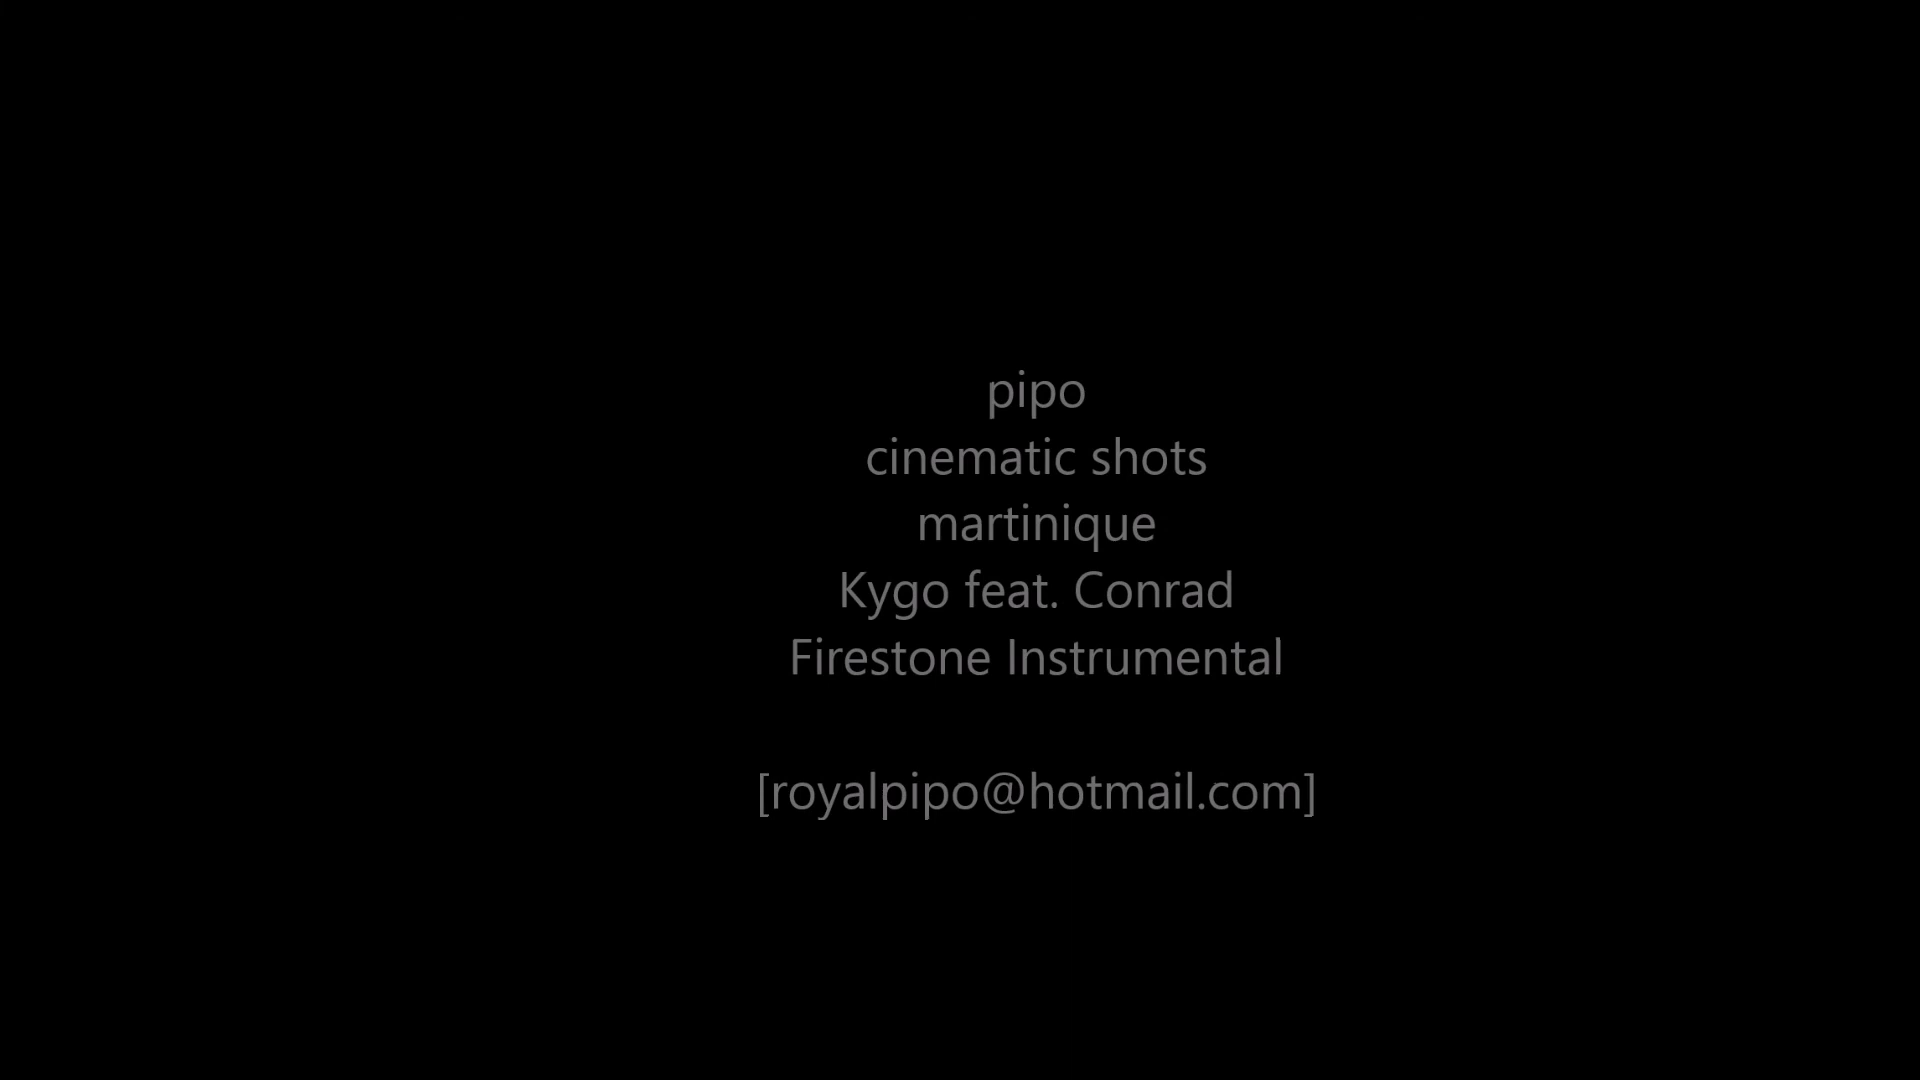 pipo
cinematic shots
martinique
Kygo feat. Conrad
Firestone Instrumental
[royalpipo@hotmail.com]